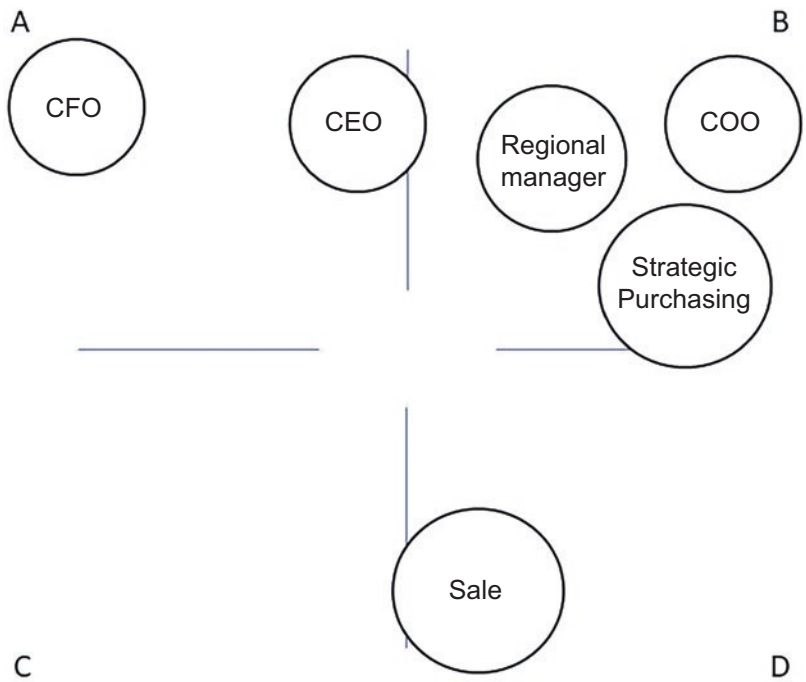 A
B
CFO
CEO
Regional
manager
COO
Strategic
Purchasing
Sale
C
D